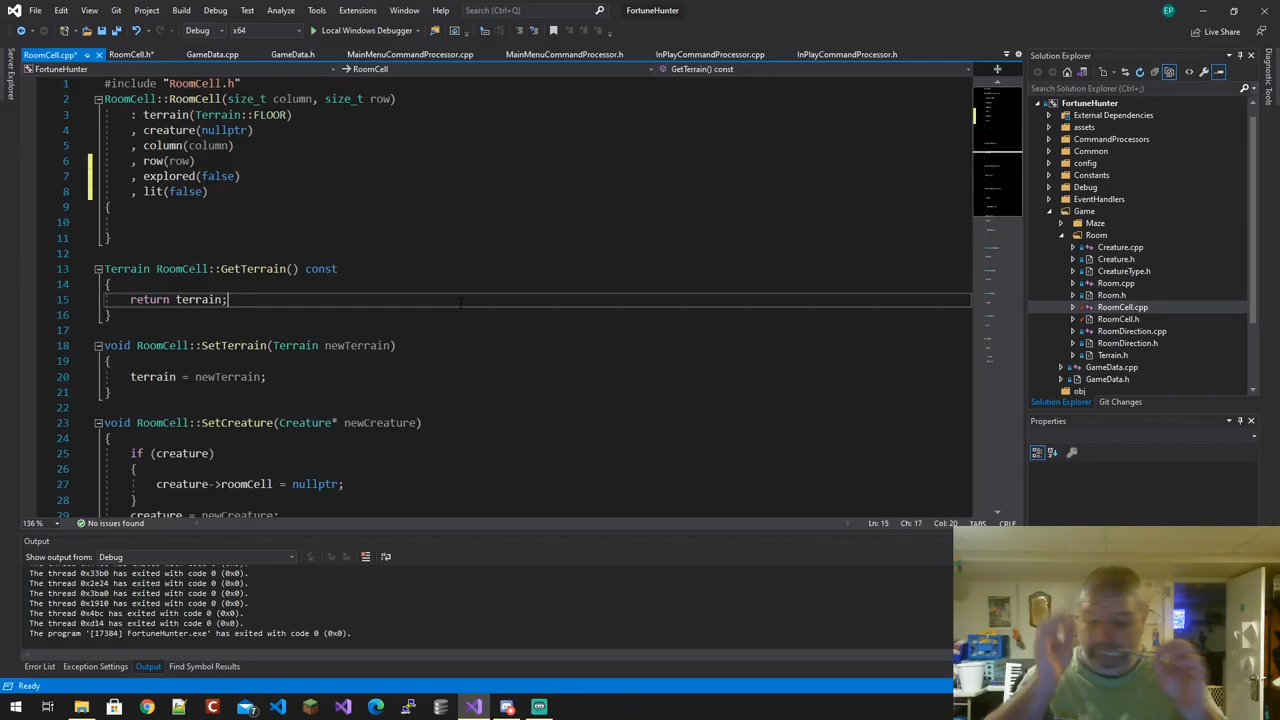 File Edit View Git Project Build Debug Test Analyze Tools Extensions Window Help Search (Ctrl+Q) FortuneHunter EP
Debug x64 Local Windows Debugger Live Share
RoomCell.cpp* RoomCell.h* GameData.cpp GameData.h MainMenuCommandProcessor.cpp MainMenuCommandProcessor.h InPlayCommandProcessor.cpp InPlayCommandProcessor.h
FortuneHunter RoomCell GetTerrain() const
1 #include "RoomCell.h"
2 RoomCell::RoomCell(size_t column, size_t row)
3 : terrain(Terrain::FLOOR)
4 , creature(nullptr)
5 , column(column)
6 , row(row)
7 , explored(false)
8 , lit(false)
9 {
10
11 }
12
13 Terrain RoomCell::GetTerrain() const
14 {
15 return terrain;
16 }
17
18 void RoomCell::SetTerrain(Terrain newTerrain)
19 {
20 terrain = newTerrain;
21 }
22
23 void RoomCell::SetCreature(Creature* newCreature)
24 {
25 if (creature)
26 {
27 creature->roomCell = nullptr;
28 }
29 creature = newCreature;
136 % No issues found Ln: 15 Ch: 17 Col: 20 TABS CRLF
Output
Show output from: Debug
The thread 0x33b0 has exited with code 0 (0x0).
The thread 0x2e24 has exited with code 0 (0x0).
The thread 0x3ba0 has exited with code 0 (0x0).
The thread 0x1910 has exited with code 0 (0x0).
The thread 0x4bc has exited with code 0 (0x0).
The thread 0xd14 has exited with code 0 (0x0).
The program '[17384] FortuneHunter.exe' has exited with code 0 (0x0).
Error List Exception Settings Output Find Symbol Results
Ready
Server Explorer
Solution Explorer
Search Solution Explorer (Ctrl+;)
FortuneHunter
External Dependencies
assets
CommandProcessors
Common
config
Constants
Debug
EventHandlers
Game
Maze
Room
Creature.cpp
Creature.h
CreatureType.h
Room.cpp
Room.h
RoomCell.cpp
RoomCell.h
RoomDirection.cpp
RoomDirection.h
Terrain.h
GameData.cpp
GameData.h
obj
Solution Explorer Git Changes
Properties
Diagnostic Tools